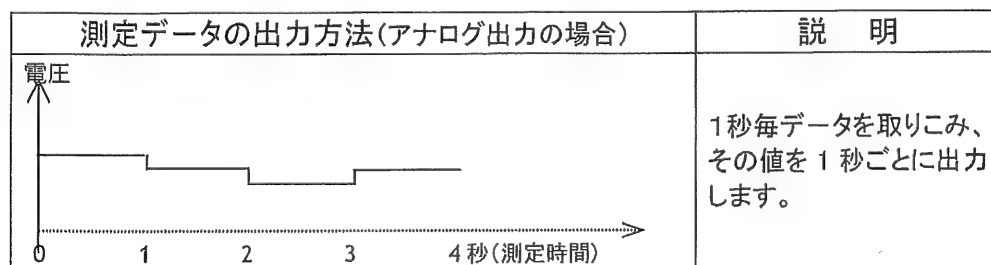 測定データの出力方法(アナログ出力の場合)
説 明
電圧
1秒毎データを取りこみ、
その値を 1 秒ごとに出力
します。
0 1 2 3 4秒(測定時間)